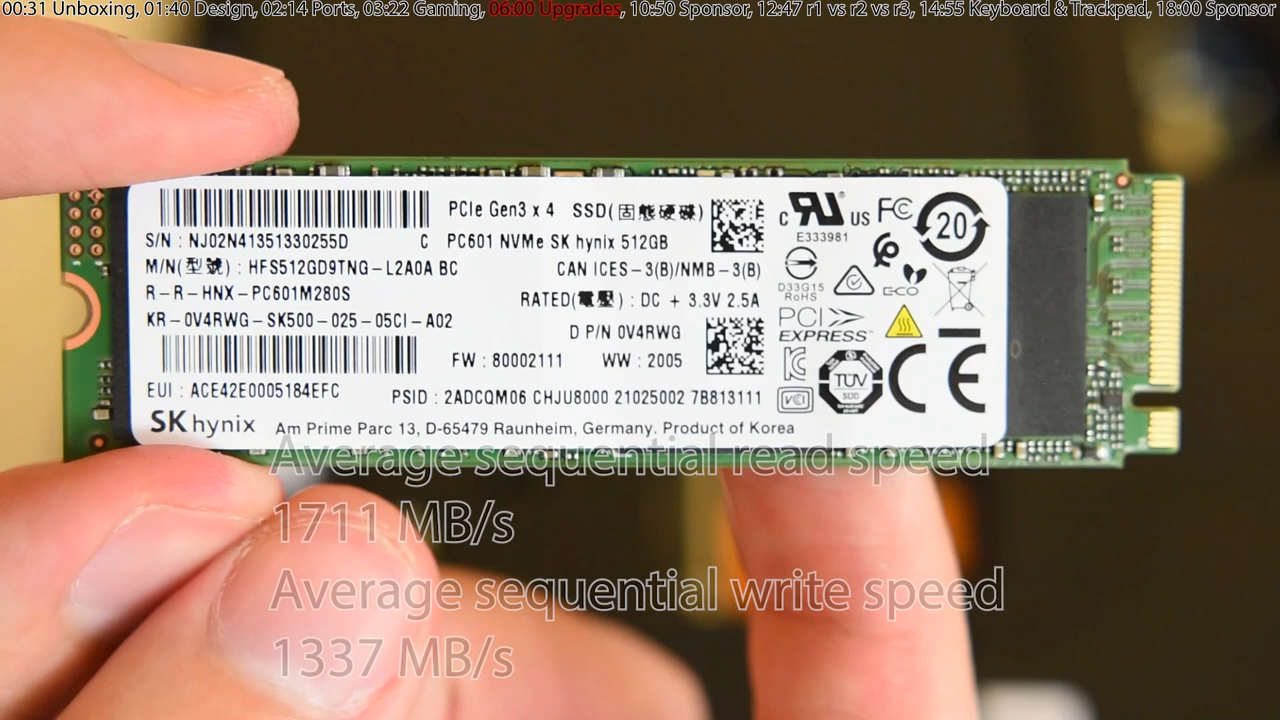 00:31 Unboxing, 01:40 Design, 02:14 Ports, 03:22 Gaming, 06:00 Upgrades, 10:50 Sponsor, 12:47 r1 vs r2 vs r3, 14:55 Keyboard & Trackpad, 18:00 Sponsor
PCIe Gen3 x 4 SSD(固態硬碟)
S/N : NJ02N41351330255D C PC601 NVMe SK hynix 512GB
M/N(型號) : HFS512GD9TNG-L2A0A BC CAN ICES-3(B)/NMB-3(B)
R-R-HNX-PC601M280S RATED(電壓) : DC + 3.3V 2.5A
KR-0V4RWG-SK500-025-05CI-A02 D P/N 0V4RWG
FW : 80002111 WW : 2005
EUI : ACE42E0005184EFC PSID : 2ADCQM06 CHJU8000 21025002 7B813111
SK hynix Am Prime Parc 13, D-65479 Raunheim, Germany. Product of Korea
c RU US FC 20
E333981
D33G15
RoHS
E-CO
PCI
EXPRESS
TÜV
SÜD
CE
VCI
Average sequential read speed
1711 MB/s
Average sequential write speed
1337 MB/s